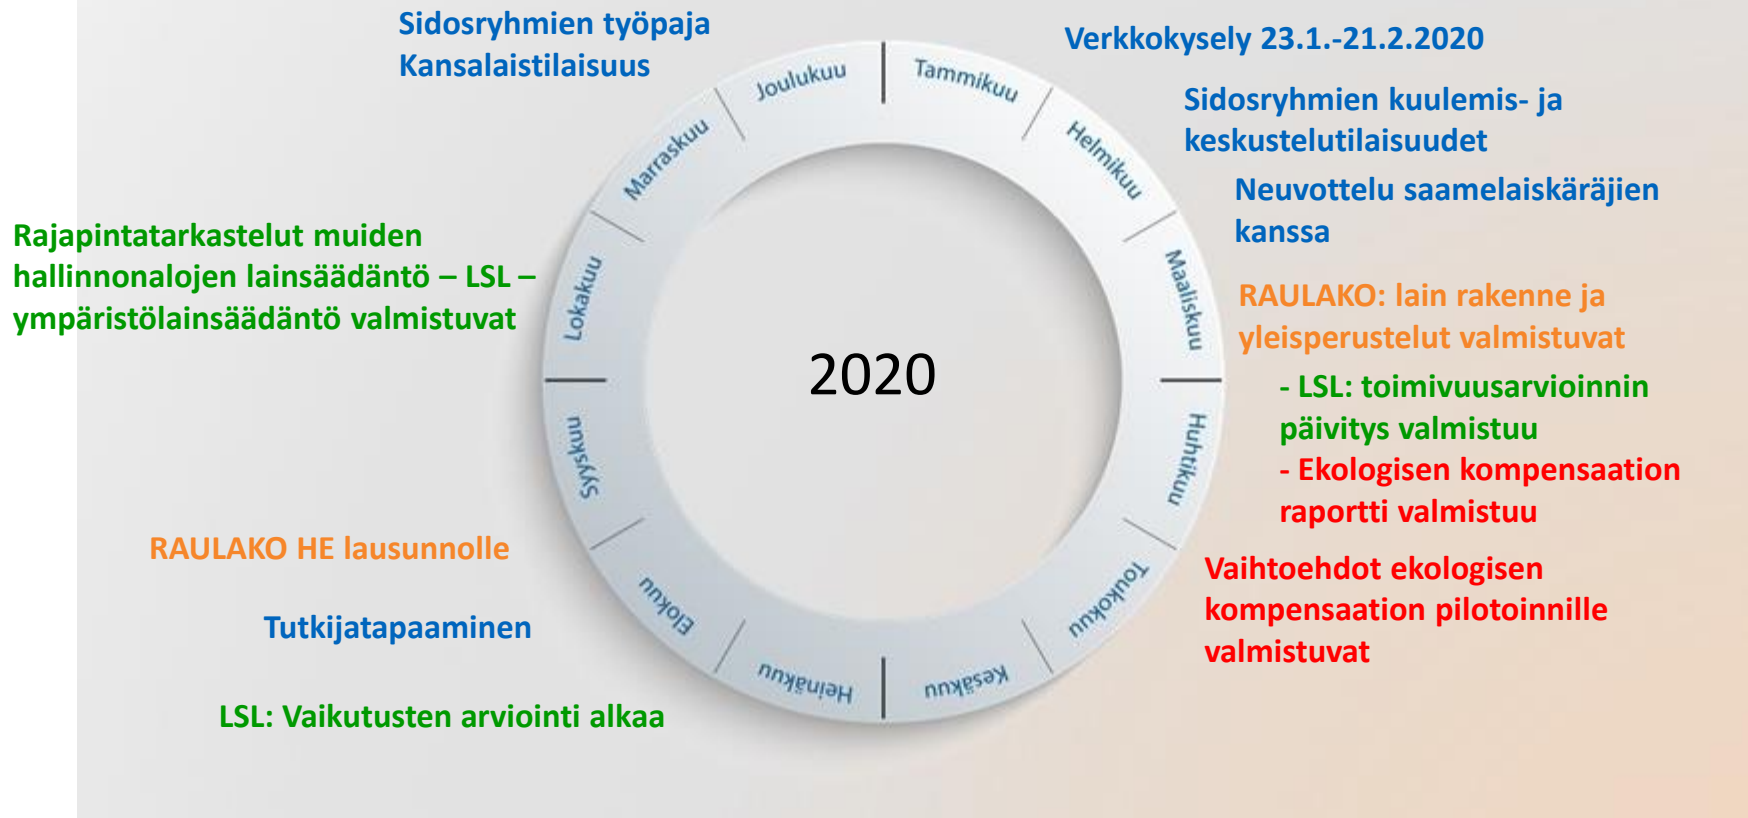 Sidosryhmien työpaja
Kansalaistilaisuus
Verkkokysely 23.1.-21.2.2020
Sidosryhmien kuulemis- ja
keskustelutilaisuudet
Neuvottelu saamelaiskäräjien
kanssa
RAULAKO: lain rakenne ja
yleisperustelut valmistuvat
- LSL: toimivuusarvioinnin
päivitys valmistuu
- Ekologisen kompensaation
raportti valmistuu
Vaihtoehdot ekologisen
kompensaation pilotoinnille
valmistuvat
Rajapintatarkastelut muiden
hallinnonalojen lainsäädäntö – LSL –
ympäristölainsäädäntö valmistuvat
RAULAKO HE lausunnolle
Tutkijatapaaminen
LSL: Vaikutusten arviointi alkaa
Tammikuu
Helmikuu
Maaliskuu
Huhtikuu
Toukokuu
Kesäkuu
Heinäkuu
Elokuu
Syyskuu
Lokakuu
Marraskuu
Joulukuu
2020